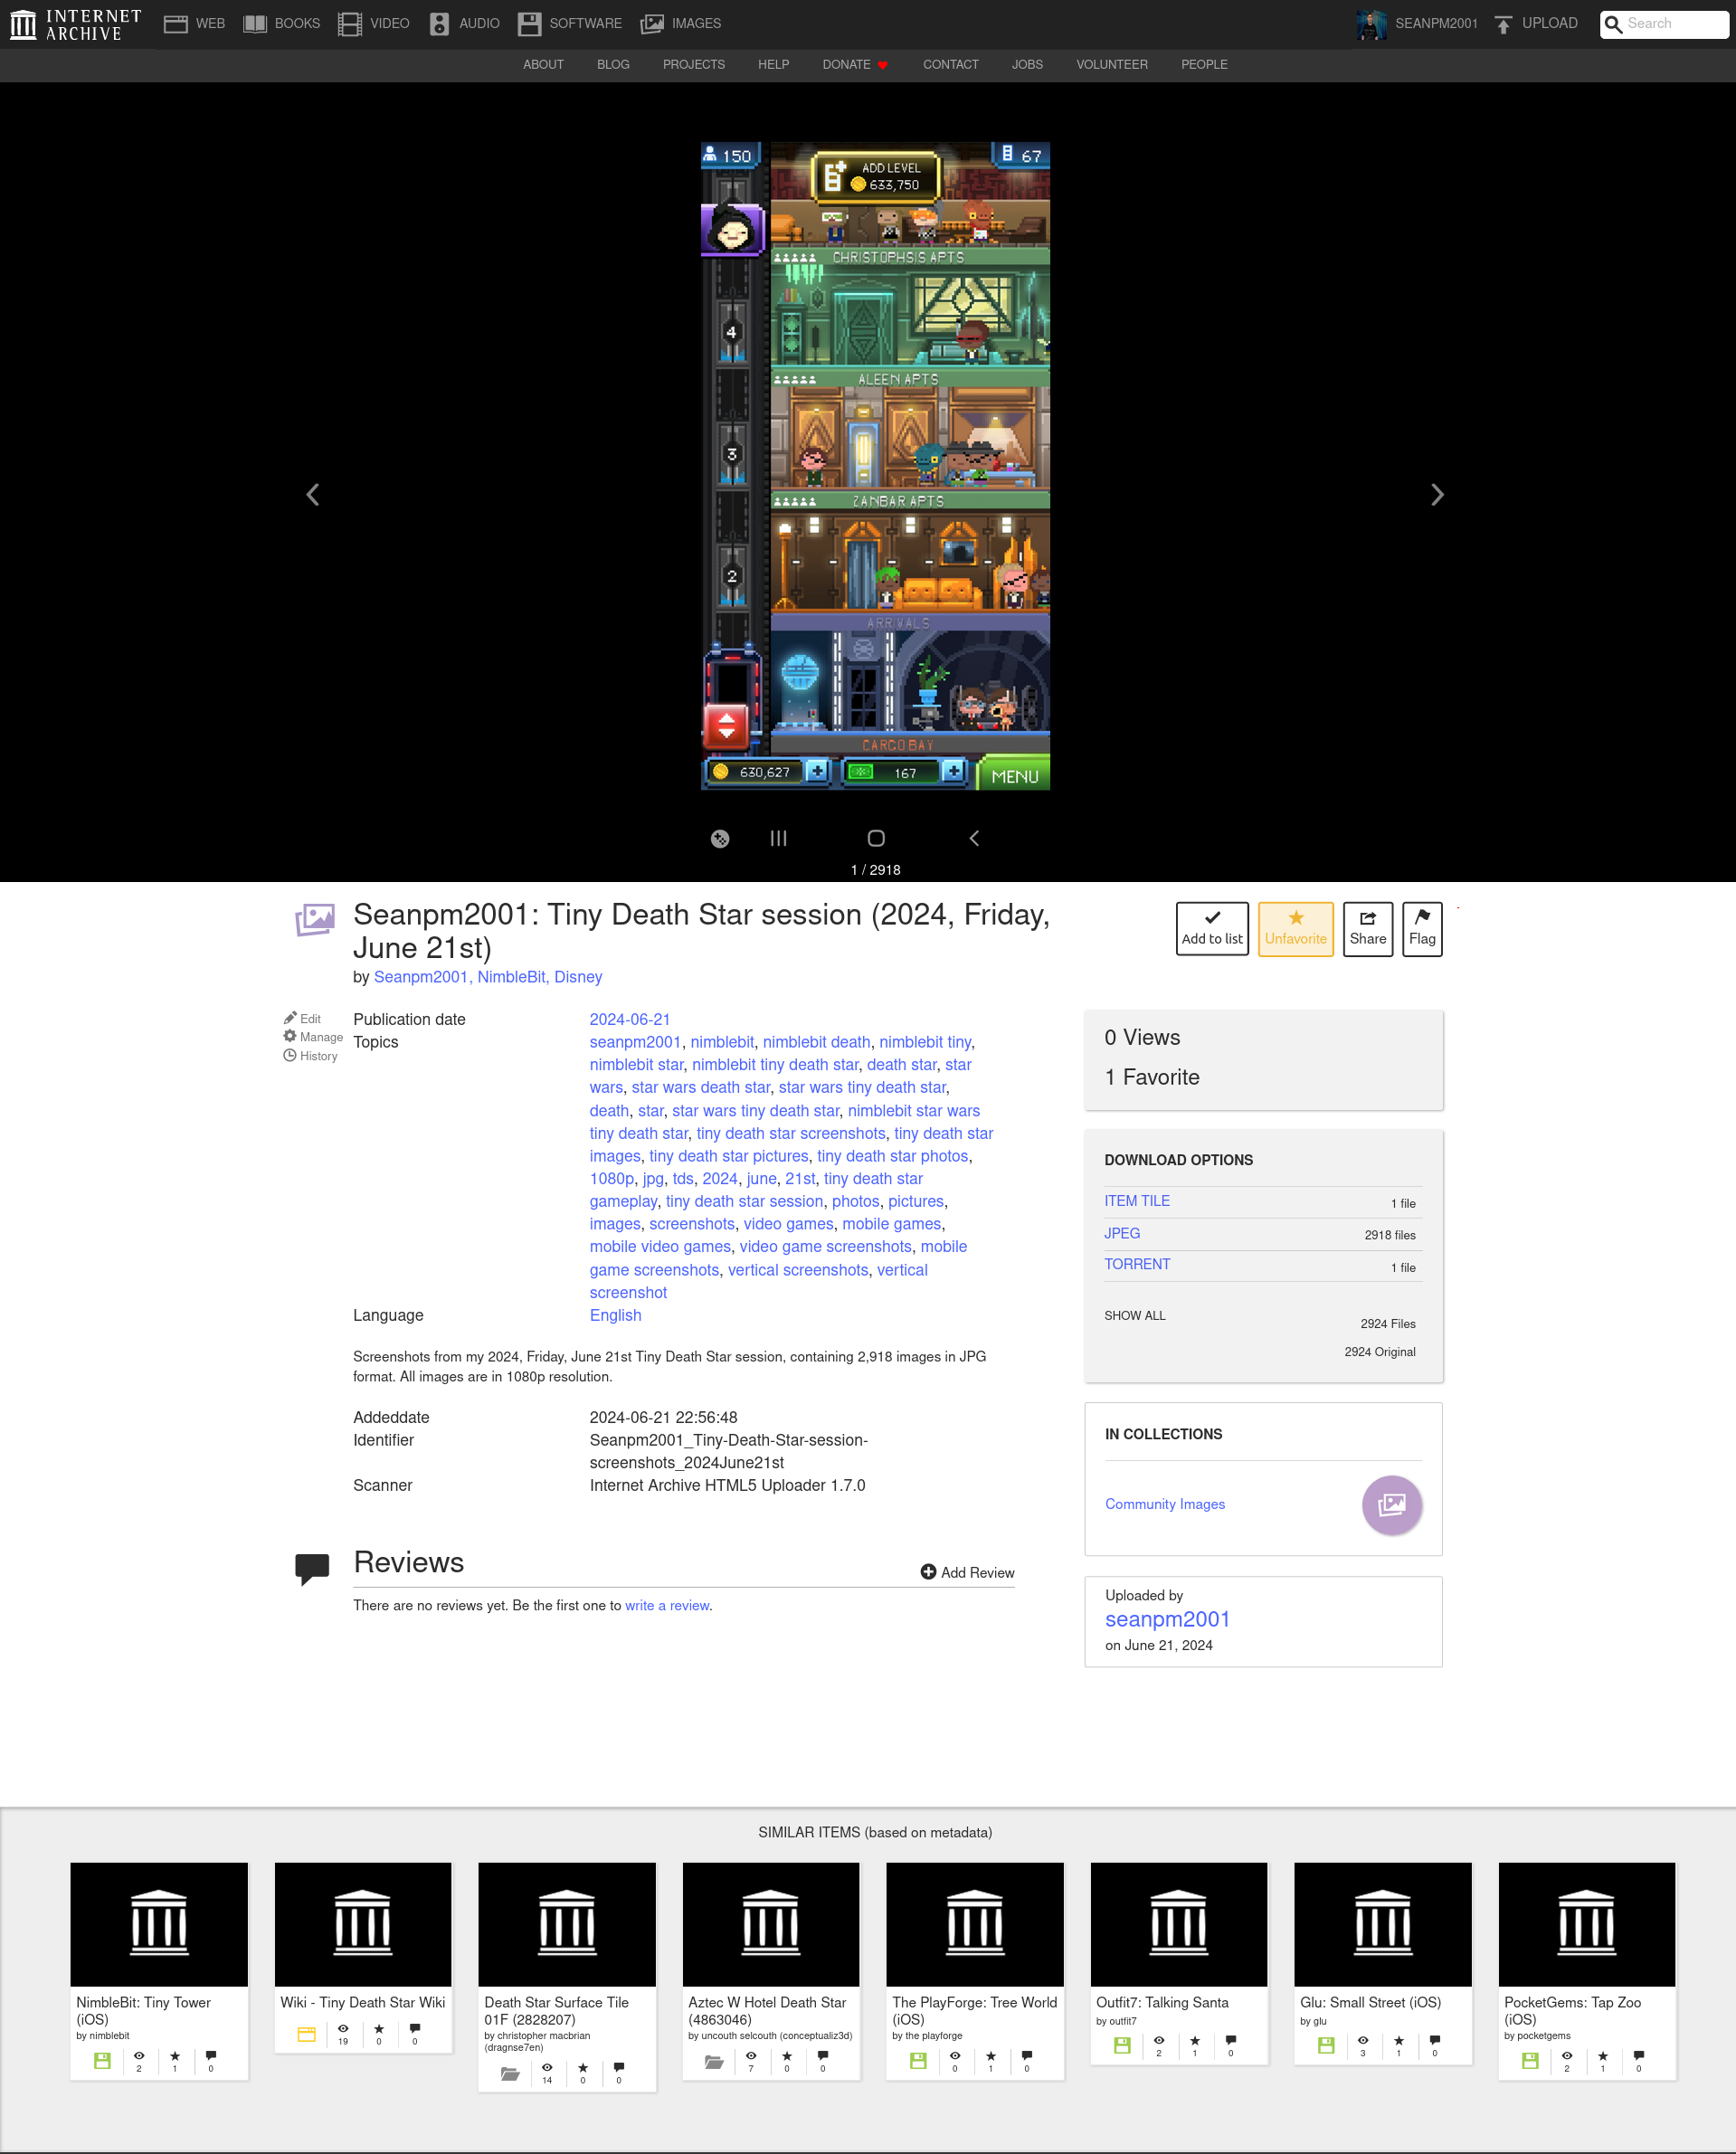 INTERNET
ARCHIVE
WEB BOOKS VIDEO AUDIO SOFTWARE IMAGES SEANPM2001 UPLOAD Search
ABOUT BLOG PROJECTS HELP DONATE CONTACT JOBS VOLUNTEER PEOPLE
150
ADD LEVEL
633,750
67
CHRISTOPHSIS APTS
4
ALEEN APTS
3
ZANBAR APTS
2
ARRIVALS
CARGO BAY
630,627
167
MENU
1 / 2918
Seanpm2001: Tiny Death Star session (2024, Friday,
June 21st)
by Seanpm2001, NimbleBit, Disney
Add to list
Unfavorite
Share
Flag
Edit
Manage
History
Publication date 2024-06-21
Topics seanpm2001, nimblebit, nimblebit death, nimblebit tiny,
nimblebit star, nimblebit tiny death star, death star, star
wars, star wars death star, star wars tiny death star,
death, star, star wars tiny death star, nimblebit star wars
tiny death star, tiny death star screenshots, tiny death star
images, tiny death star pictures, tiny death star photos,
1080p, jpg, tds, 2024, june, 21st, tiny death star
gameplay, tiny death star session, photos, pictures,
images, screenshots, video games, mobile games,
mobile video games, video game screenshots, mobile
game screenshots, vertical screenshots, vertical
screenshot
Language English
Screenshots from my 2024, Friday, June 21st Tiny Death Star session, containing 2,918 images in JPG
format. All images are in 1080p resolution.
Addeddate 2024-06-21 22:56:48
Identifier Seanpm2001_Tiny-Death-Star-session-
screenshots_2024June21st
Scanner Internet Archive HTML5 Uploader 1.7.0
Reviews
Add Review
There are no reviews yet. Be the first one to write a review.
0 Views
1 Favorite
DOWNLOAD OPTIONS
ITEM TILE 1 file
JPEG 2918 files
TORRENT 1 file
SHOW ALL 2924 Files
2924 Original
IN COLLECTIONS
Community Images
Uploaded by
seanpm2001
on June 21, 2024
SIMILAR ITEMS (based on metadata)
NimbleBit: Tiny Tower
(iOS)
by nimblebit
2 1 0
Wiki - Tiny Death Star Wiki
19 0 0
Death Star Surface Tile
01F (2828207)
by christopher macbrian
(dragnse7en)
14 0 0
Aztec W Hotel Death Star
(4863046)
by uncouth selcouth (conceptualiz3d)
7 0 0
The PlayForge: Tree World
(iOS)
by the playforge
0 1 0
Outfit7: Talking Santa
by outfit7
2 1 0
Glu: Small Street (iOS)
by glu
3 1 0
PocketGems: Tap Zoo
(iOS)
by pocketgems
2 1 0